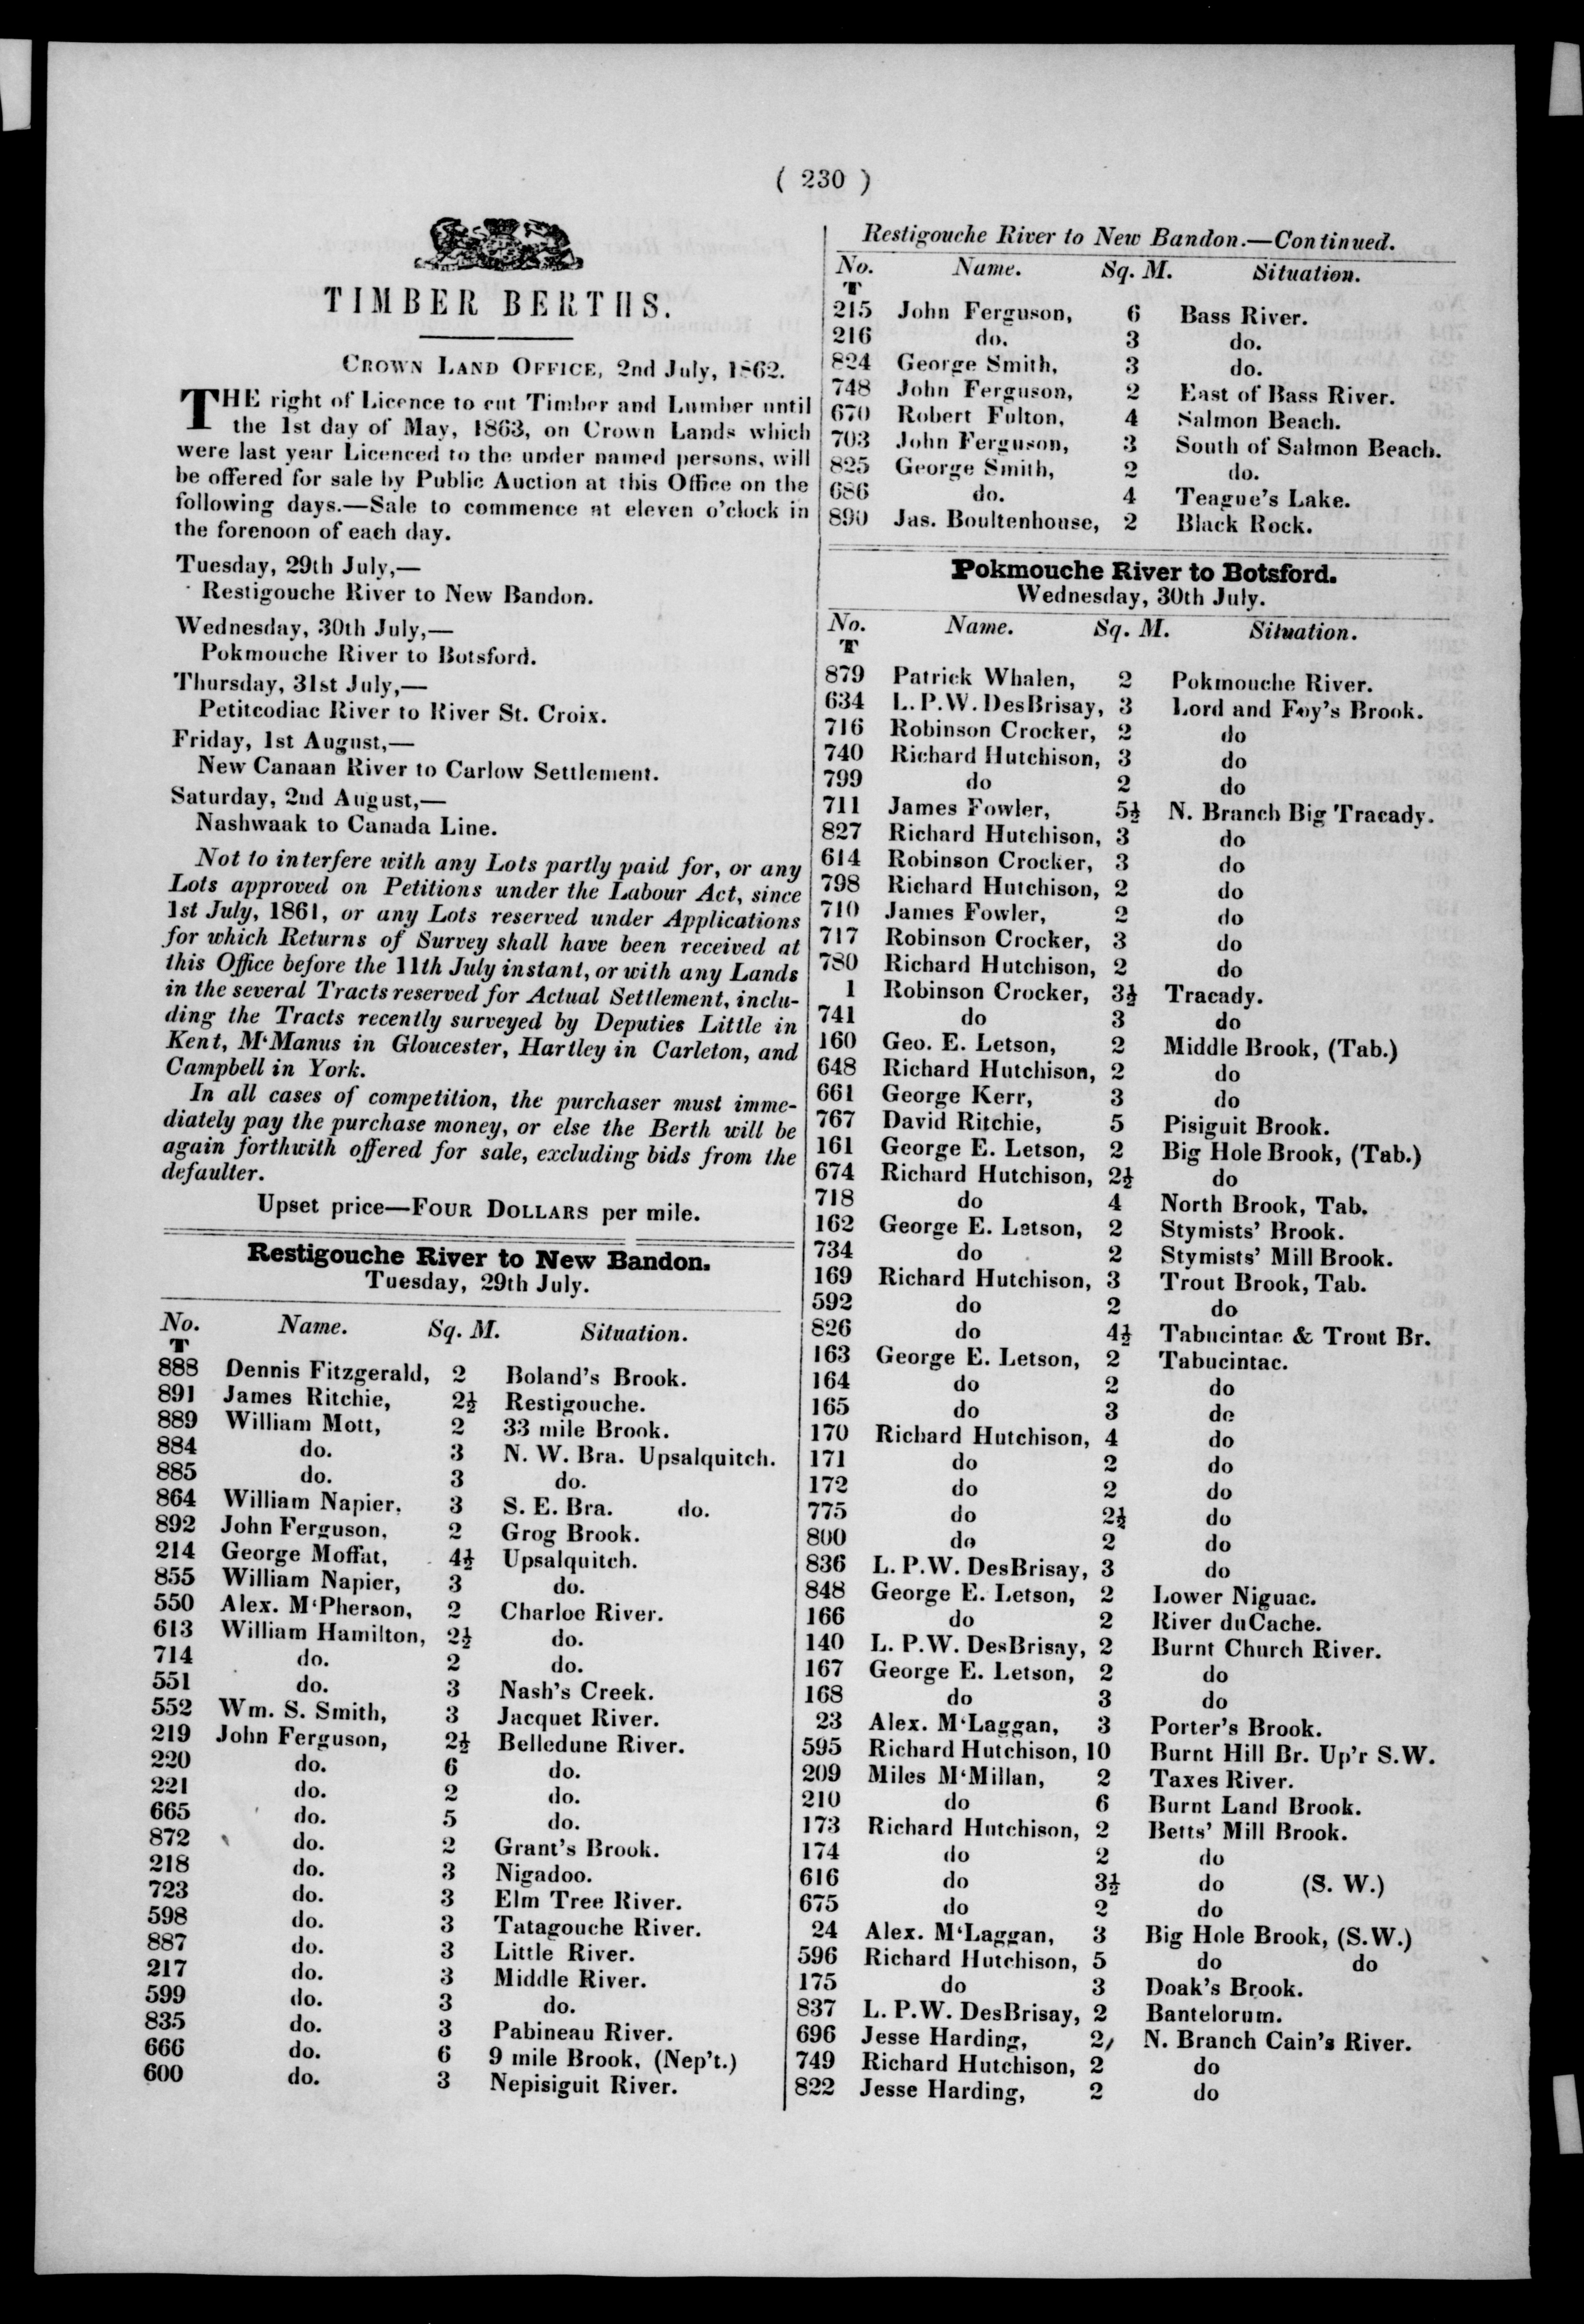 ( 230 )
TIMBER BERTHS.
CROWN LAND OFFICE, 2nd July, 1862.
THE right of Licence to cut Timber and Lumber until
the 1st day of May, 1863, on Crown Lands which
were last year Licenced to the under named persons, will
be offered for sale by Public Auction at this Office on the
following days.—Sale to commence at eleven o'clock in
the forenoon of each day.
Tuesday, 29th July,—
Restigouche River to New Bandon.
Wednesday, 30th July,—
Pokmouche River to Botsford.
Thursday, 31st July,—
Petitcodiac River to River St. Croix.
Friday, 1st August,—
New Canaan River to Carlow Settlement.
Saturday, 2nd August,—
Nashwaak to Canada Line.
Not to interfere with any Lots partly paid for, or any
Lots approved on Petitions under the Labour Act, since
1st July, 1861, or any Lots reserved under Applications
for which Returns of Survey shall have been received at
this Office before the 11th July instant, or with any Lands
in the several Tracts reserved for Actual Settlement, inclu-
ding the Tracts recently surveyed by Deputies Little in
Kent, M'Manus in Gloucester, Hartley in Carleton, and
Campbell in York.
In all cases of competition, the purchaser must imme-
diately pay the purchase money, or else the Berth will be
again forthwith offered for sale, excluding bids from the
defaulter.
Upset price—FOUR DOLLARS per mile.
Restigouche River to New Bandon.
Tuesday, 29th July.
No. Name. Sq. M. Situation.
T
888 Dennis Fitzgerald, 2 Boland's Brook.
891 James Ritchie, 2½ Restigouche.
889 William Mott, 2 33 mile Brook.
884 do. 3 N. W. Bra. Upsalquitch.
885 do. 3 do.
864 William Napier, 3 S. E. Bra. do.
892 John Ferguson, 2 Grog Brook.
214 George Moffat, 4½ Upsalquitch.
855 William Napier, 3 do.
550 Alex. M'Pherson, 2 Charloe River.
613 William Hamilton, 2½ do.
714 do. 2 do.
551 do. 3 Nash's Creek.
552 Wm. S. Smith, 3 Jacquet River.
219 John Ferguson, 2½ Belledune River.
220 do. 6 do.
221 do. 2 do.
665 do. 5 do.
872 do. 2 Grant's Brook.
218 do. 3 Nigadoo.
723 do. 3 Elm Tree River.
598 do. 3 Tatagouche River.
887 do. 3 Little River.
217 do. 3 Middle River.
599 do. 3 do.
835 do. 3 Pabineau River.
666 do. 6 9 mile Brook, (Nep't.)
600 do. 3 Nepisiguit River.
Restigouche River to New Bandon.—Continued.
No. Name. Sq. M. Situation.
T
215 John Ferguson, 6 Bass River.
216 do. 3 do.
824 George Smith, 3 do.
748 John Ferguson, 2 East of Bass River.
670 Robert Fulton, 4 Salmon Beach.
703 John Ferguson, 3 South of Salmon Beach.
825 George Smith, 2 do.
686 do. 4 Teague's Lake.
890 Jas. Boultenhouse, 2 Black Rock.
Pokmouche River to Botsford.
Wednesday, 30th July.
No. Name. Sq. M. Situation.
T
879 Patrick Whalen, 2 Pokmouche River.
634 L. P.W. DesBrisay, 3 Lord and Foy's Brook.
716 Robinson Crocker, 2 do
740 Richard Hutchison, 3 do
799 do 2 do
711 James Fowler, 5½ N. Branch Big Tracady.
827 Richard Hutchison, 3 do
614 Robinson Crocker, 3 do
798 Richard Hutchison, 2 do
710 James Fowler, 2 do
717 Robinson Crocker, 3 do
780 Richard Hutchison, 2 do
1 Robinson Crocker, 3½ Tracady.
741 do 3 do
160 Geo. E. Letson, 2 Middle Brook, (Tab.)
648 Richard Hutchison, 2 do
661 George Kerr, 3 do
767 David Ritchie, 5 Pisiguit Brook.
161 George E. Letson, 2 Big Hole Brook, (Tab.)
674 Richard Hutchison, 2½ do
718 do 4 North Brook, Tab.
162 George E. Letson, 2 Stymists' Brook.
734 do 2 Stymists' Mill Brook.
169 Richard Hutchison, 3 Trout Brook, Tab.
592 do 2 do
826 do 4½ Tabucintac & Trout Br.
163 George E. Letson, 2 Tabucintac.
164 do 2 do
165 do 3 do
170 Richard Hutchison, 4 do
171 do 2 do
172 do 2 do
775 do 2½ do
800 do 2 do
836 L. P.W. DesBrisay, 3 do
848 George E. Letson, 2 Lower Niguac.
166 do 2 River duCache.
140 L. P.W. DesBrisay, 2 Burnt Church River.
167 George E. Letson, 2 do
168 do 3 do
23 Alex. M'Laggan, 3 Porter's Brook.
595 Richard Hutchison, 10 Burnt Hill Br. Up'r S.W.
209 Miles M'Millan, 2 Taxes River.
210 do 6 Burnt Land Brook.
173 Richard Hutchison, 2 Betts' Mill Brook.
174 do 2 do
616 do 3½ do (S. W.)
675 do 2 do
24 Alex. M'Laggan, 3 Big Hole Brook, (S.W.)
596 Richard Hutchison, 5 do do
175 do 3 Doak's Brook.
837 L. P.W. DesBrisay, 2 Bantelorum.
696 Jesse Harding, 2 N. Branch Cain's River.
749 Richard Hutchison, 2 do
822 Jesse Harding, 2 do